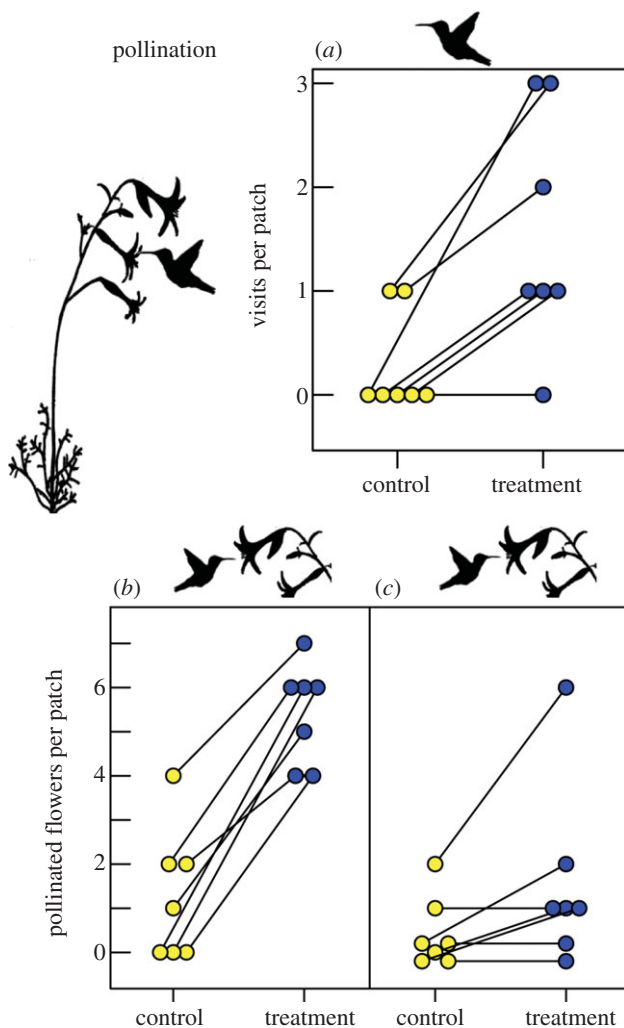 pollination
(a)
visits per patch
3
2
1
0
control treatment
(b)
(c)
pollinated flowers per patch
6
4
2
0
control treatment
control treatment